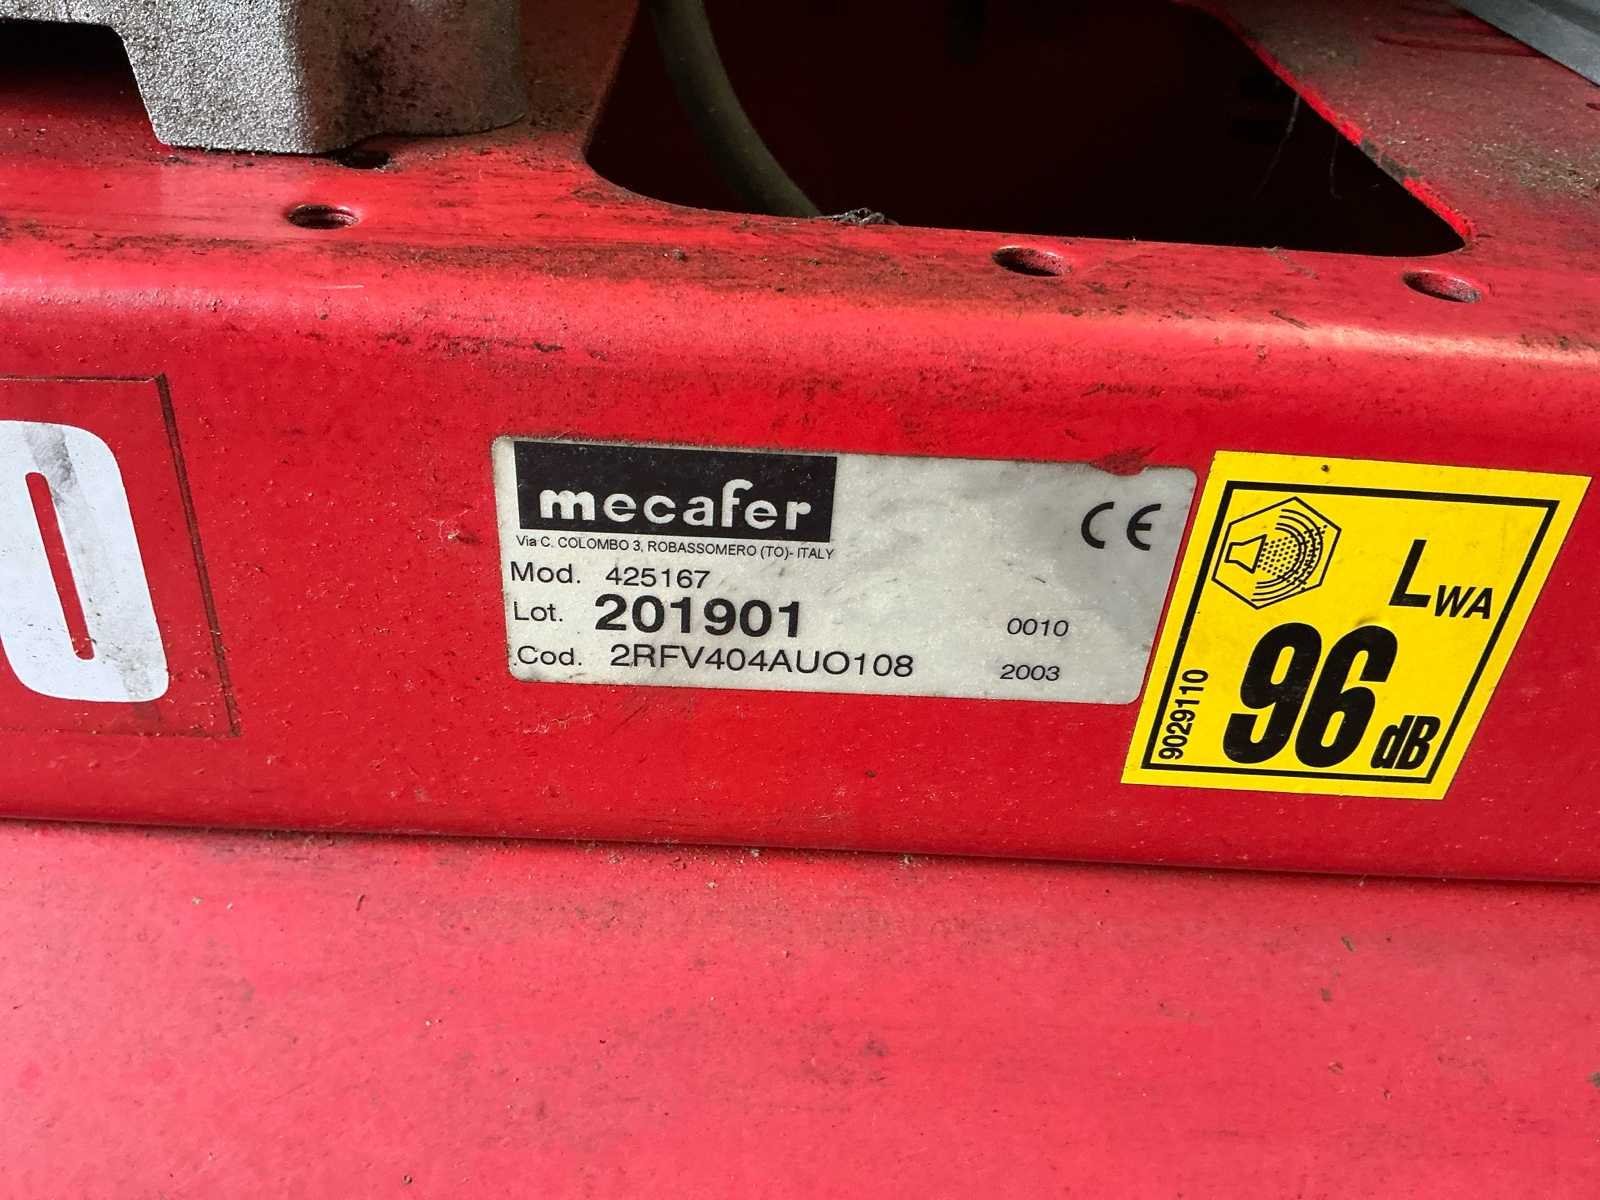 0
mecafer
Via C. COLOMBO 3, ROBASSOMERO (TO)- ITALY
CE
Mod. 425167
Lot. 201901 0010
Cod. 2RFV404AUO108 2003
LWA
96 dB
9029110